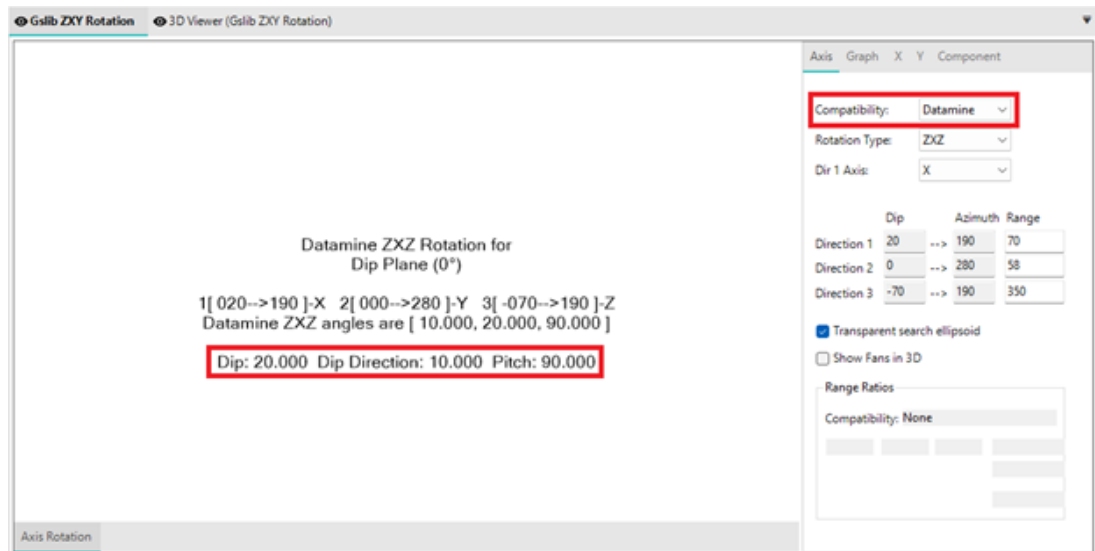 Gslib ZXY Rotation 3D Viewer (Gslib ZXY Rotation)
Axis Graph X Y Component
Compatibility: Datamine
Rotation Type: ZXZ
Dir 1 Axis: X
Dip Azimuth Range
Direction 1 20 --> 190 70
Direction 2 0 --> 280 58
Direction 3 -70 --> 190 350
Transparent search ellipsoid
Show Fans in 3D
Range Ratios
Compatibility: None
Datamine ZXZ Rotation for
Dip Plane (0°)
1[ 020-->190 ]-X 2[ 000-->280 ]-Y 3[ -070-->190 ]-Z
Datamine ZXZ angles are [ 10.000, 20.000, 90.000 ]
Dip: 20.000 Dip Direction: 10.000 Pitch: 90.000
Axis Rotation